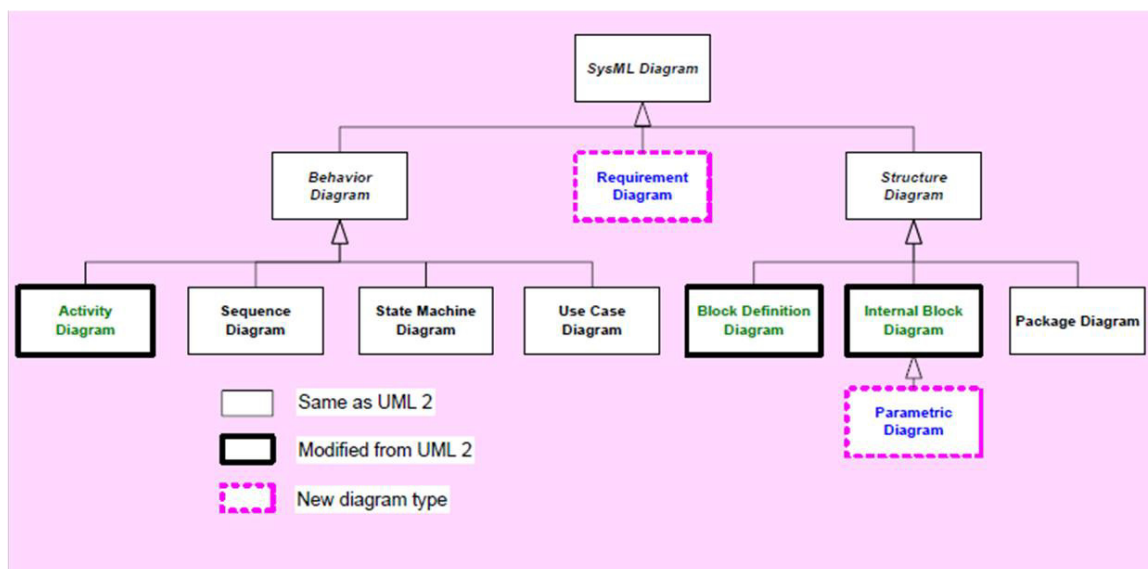 SysML Diagram
Behavior
Diagram
Requirement
Diagram
Structure
Diagram
Activity
Diagram
Sequence
Diagram
State Machine
Diagram
Use Case
Diagram
Block Definition
Diagram
Internal Block
Diagram
Package Diagram
Parametric
Diagram
Same as UML 2
Modified from UML 2
New diagram type